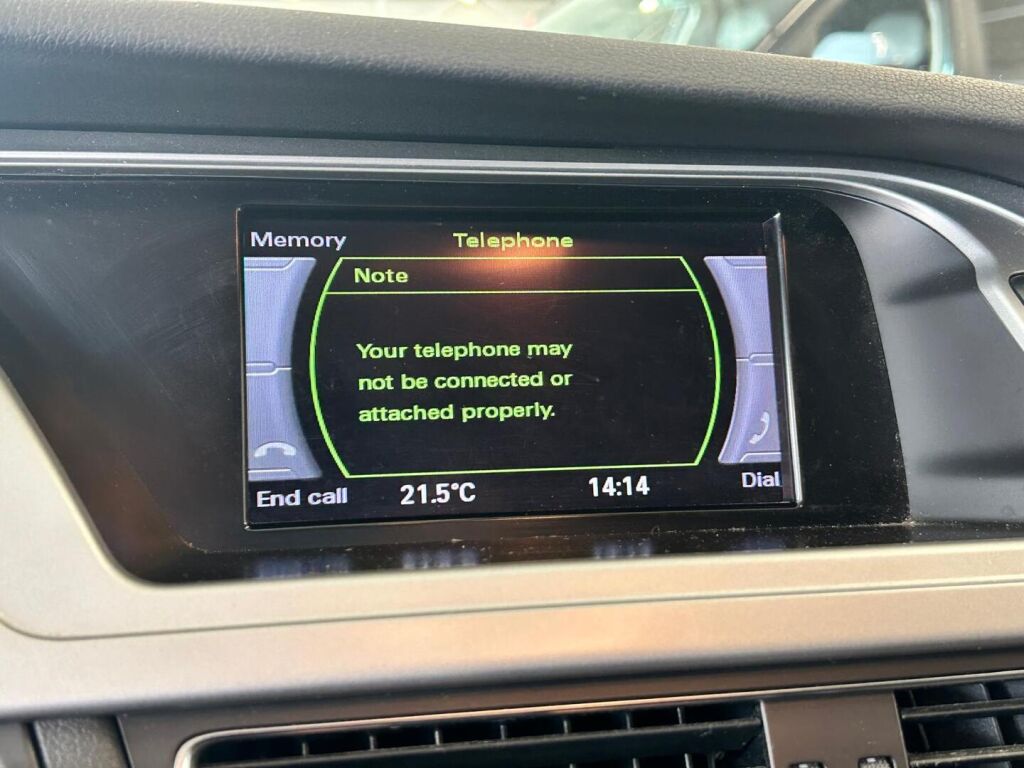 Memory
Telephone
Note
Your telephone may
not be connected or
attached properly.
End call
21.5°C
14:14
Dial